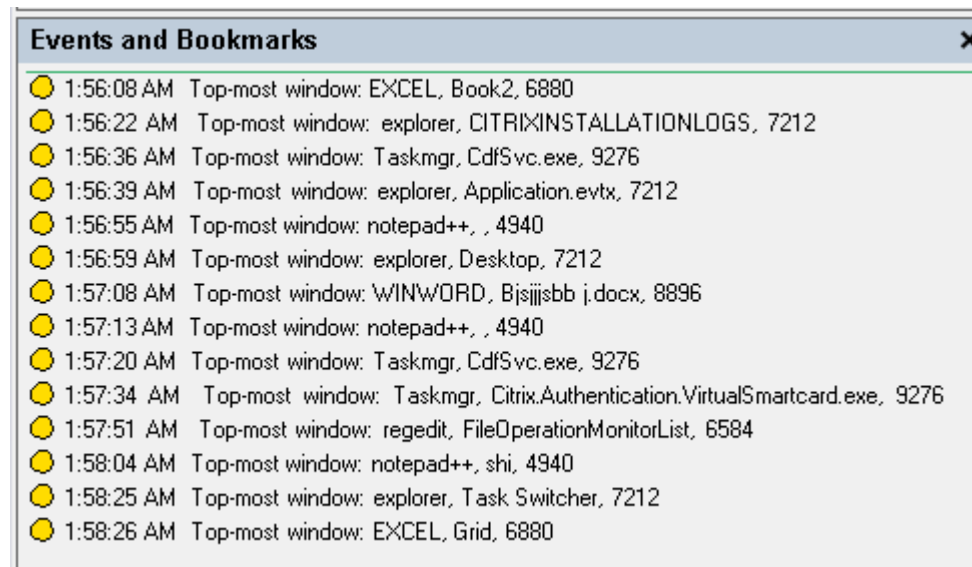 Events and Bookmarks
1:56:08 AM Top-most window: EXCEL, Book2, 6880
1:56:22 AM Top-most window: explorer, CITRIXINSTALLATIONLOGS, 7212
1:56:36 AM Top-most window: Taskmgr, CdfSvc.exe, 9276
1:56:39 AM Top-most window: explorer, Application.evtx, 7212
1:56:55 AM Top-most window: notepad++, , 4940
1:56:59 AM Top-most window: explorer, Desktop, 7212
1:57:08 AM Top-most window: WINWORD, Bjsjjjsbb j.docx, 8896
1:57:13 AM Top-most window: notepad++, , 4940
1:57:20 AM Top-most window: Taskmgr, CdfSvc.exe, 9276
1:57:34 AM Top-most window: Taskmgr, Citrix.Authentication.VirtualSmartcard.exe, 9276
1:57:51 AM Top-most window: regedit, FileOperationMonitorList, 6584
1:58:04 AM Top-most window: notepad++, shi, 4940
1:58:25 AM Top-most window: explorer, Task Switcher, 7212
1:58:26 AM Top-most window: EXCEL, Grid, 6880